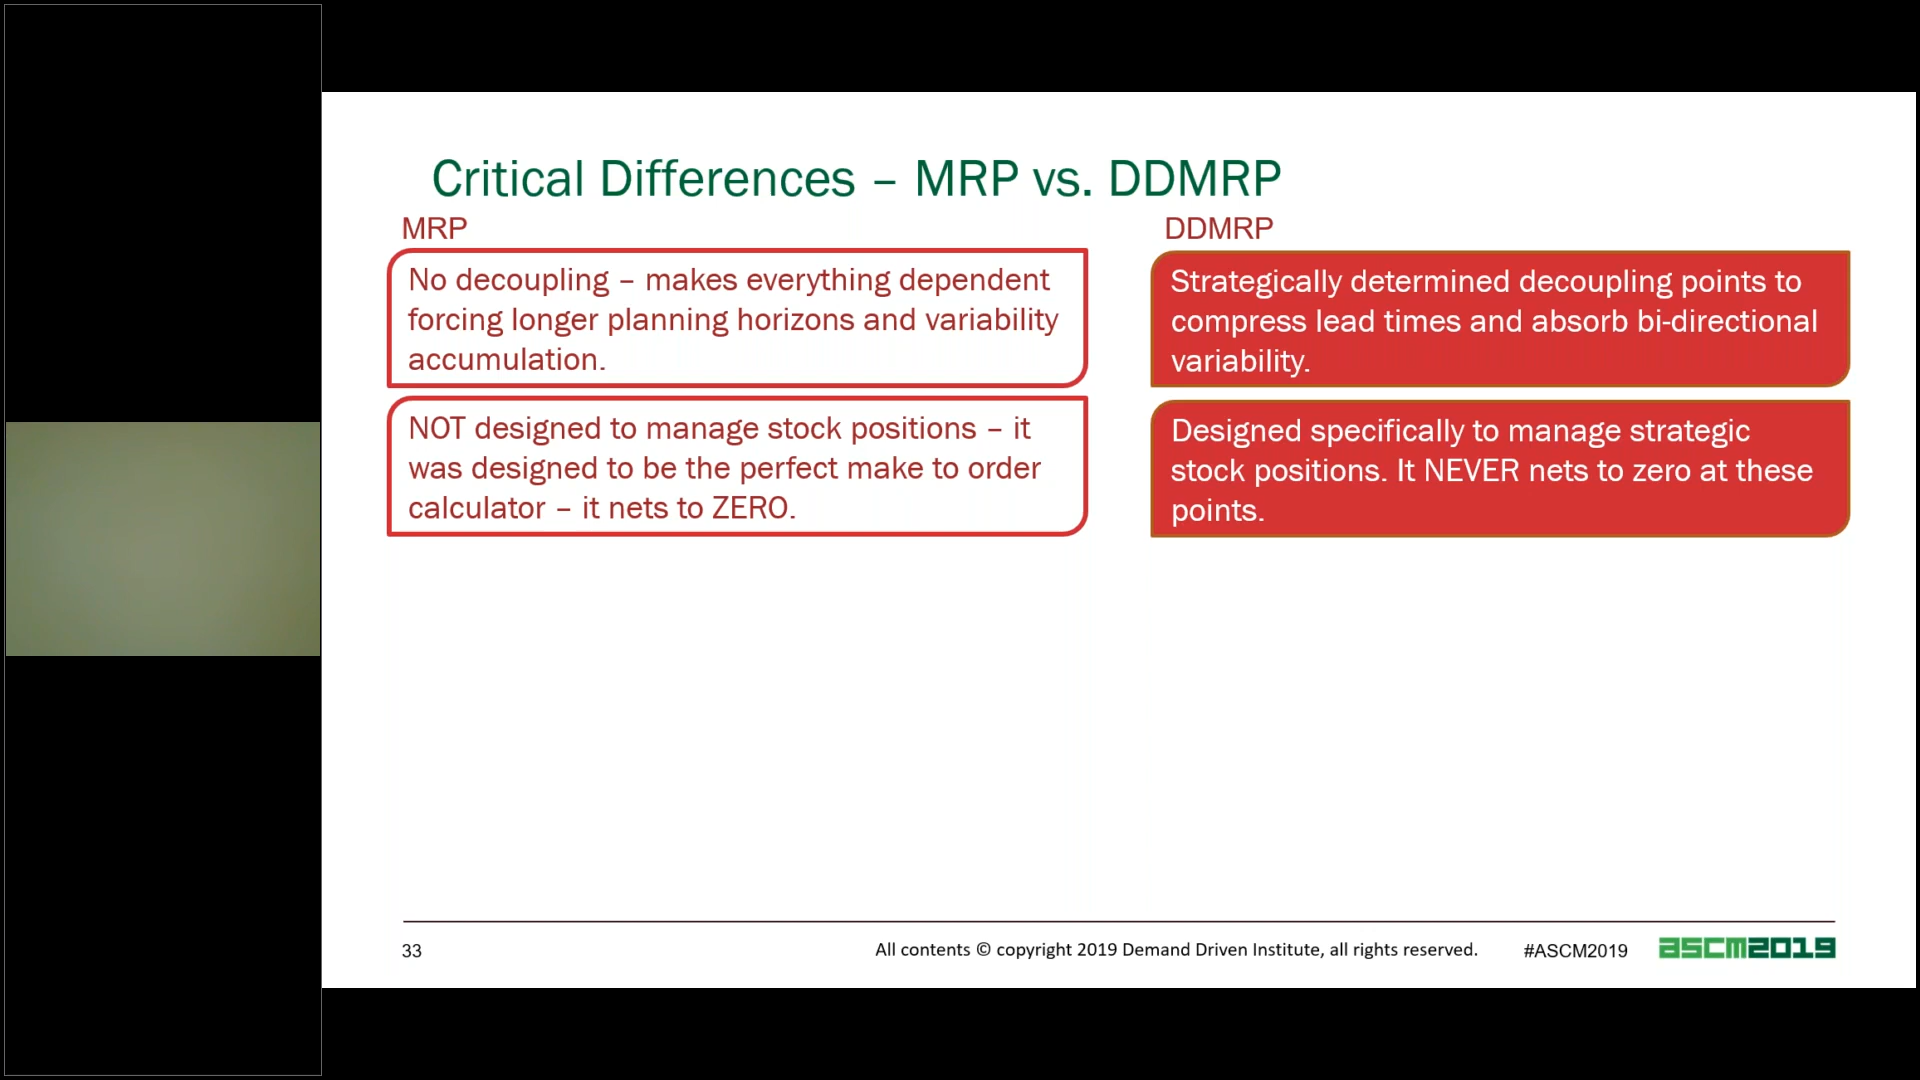 Critical Differences – MRP vs. DDMRP
MRP
No decoupling – makes everything dependent
forcing longer planning horizons and variability
accumulation.
NOT designed to manage stock positions – it
was designed to be the perfect make to order
calculator – it nets to ZERO.
DDMRP
Strategically determined decoupling points to
compress lead times and absorb bi-directional
variability.
Designed specifically to manage strategic
stock positions. It NEVER nets to zero at these
points.
33
All contents © copyright 2019 Demand Driven Institute, all rights reserved.
#ASCM2019
ascm2019